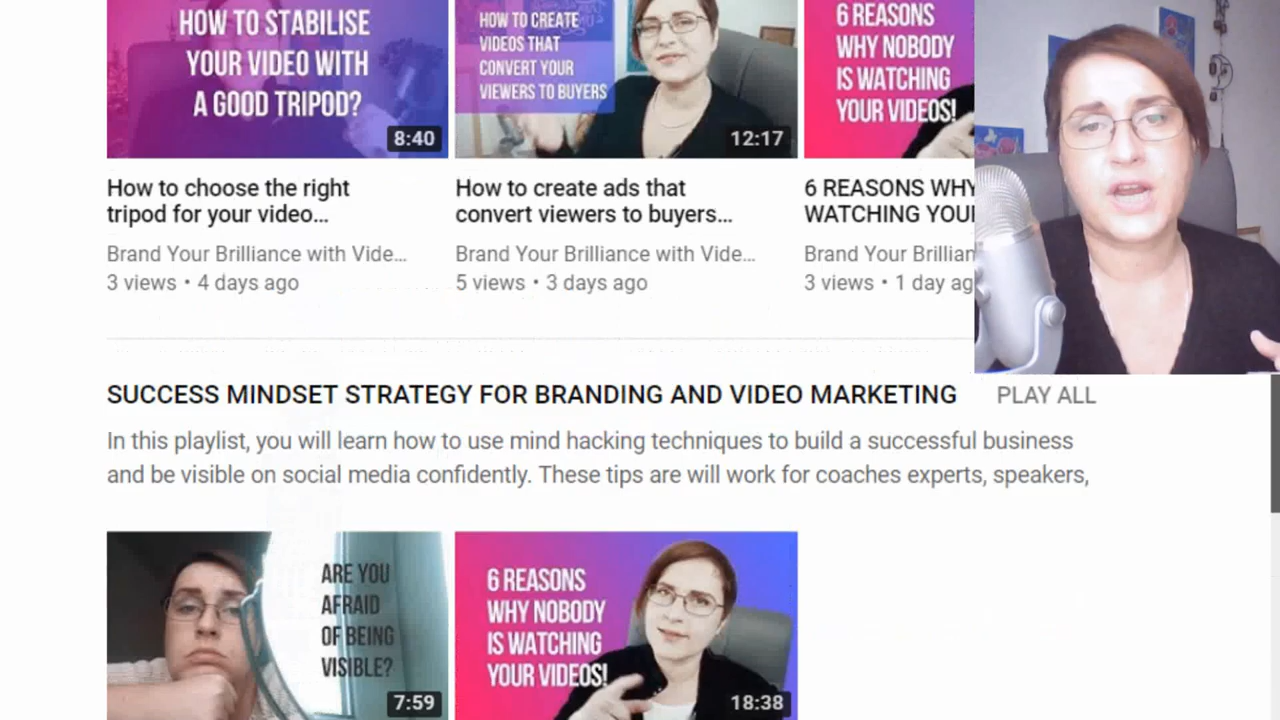 HOW TO STABILISE
YOUR VIDEO WITH
A GOOD TRIPOD?
8:40
HOW TO CREATE
VIDEOS THAT
CONVERT YOUR
VIEWERS TO BUYERS
12:17
6 REASONS
WHY NOBODY
IS WATCHING
YOUR VIDEOS!
How to choose the right
tripod for your video...
Brand Your Brilliance with Vide...
3 views • 4 days ago
How to create ads that
convert viewers to buyers...
Brand Your Brilliance with Vide...
5 views • 3 days ago
6 REASONS WHY
WATCHING YOU
Brand Your Brillian
3 views • 1 day ag
SUCCESS MINDSET STRATEGY FOR BRANDING AND VIDEO MARKETING PLAY ALL
In this playlist, you will learn how to use mind hacking techniques to build a successful business
and be visible on social media confidently. These tips are will work for coaches experts, speakers,
ARE YOU
AFRAID
OF BEING
VISIBLE?
7:59
6 REASONS
WHY NOBODY
IS WATCHING
YOUR VIDEOS!
18:38